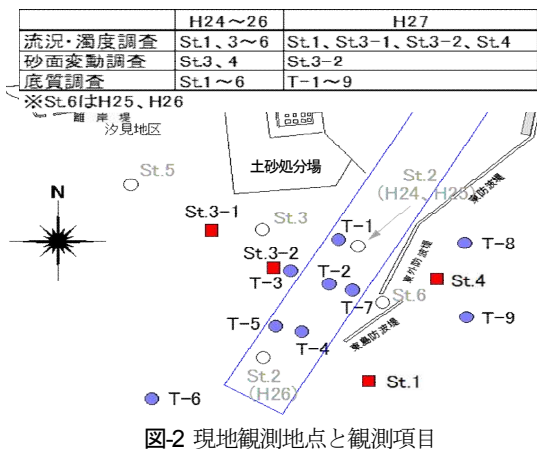 H24～26 H27
流況・濁度調査 St.1、3～6 St.1、St.3-1、St.3-2、St.4
砂面変動調査 St.3、4 St.3-2
底質調査 St.1～6 T-1～9
※St.6はH25、H26
離岸堤
汐見地区
土砂処分場
St.5
St.2
(H24、H25)
東防波堤
N
St.3-1
St.3
T-1
T-8
St.3-2
T-3
T-2
東外防波堤
St.4
T-7
St.6
T-5
T-4
T-9
東島防波堤
St.2
(H26)
St.1
T-6
図-2 現地観測地点と観測項目